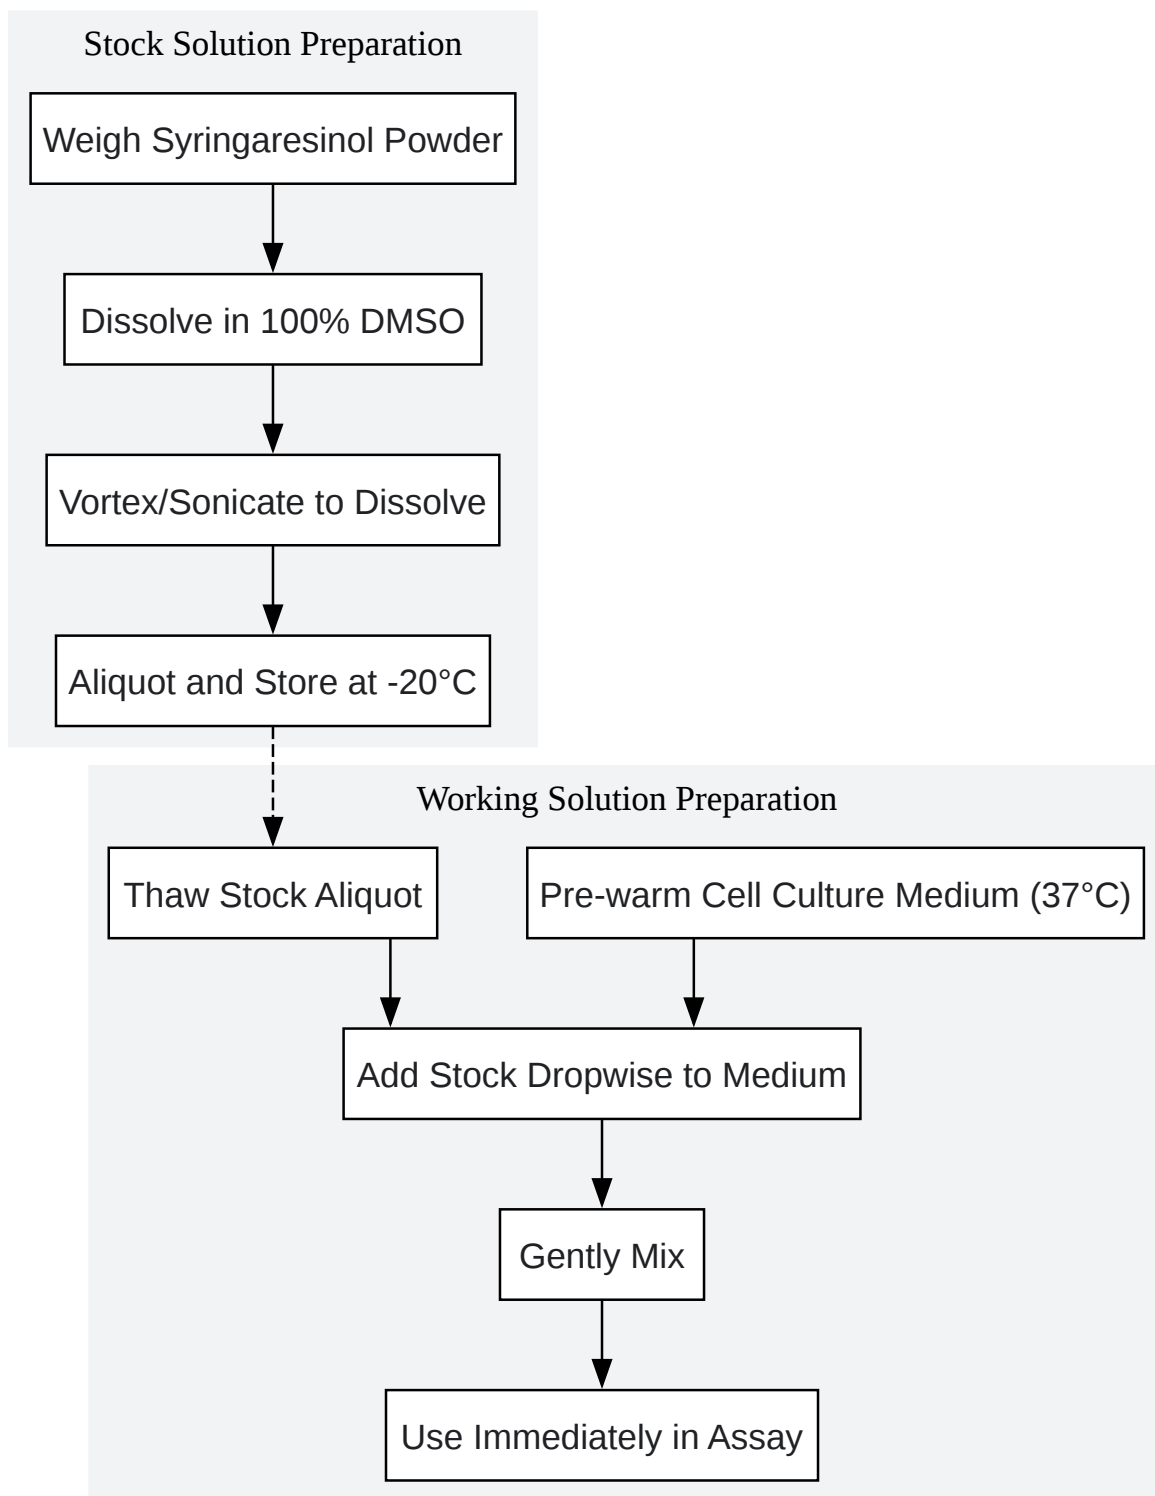 Stock Solution Preparation
Weigh Syringaresinol Powder
Dissolve in 100% DMSO
Vortex/Sonicate to Dissolve
Aliquot and Store at -20°C
Working Solution Preparation
Thaw Stock Aliquot
Pre-warm Cell Culture Medium (37°C)
Add Stock Dropwise to Medium
Gently Mix
Use Immediately in Assay